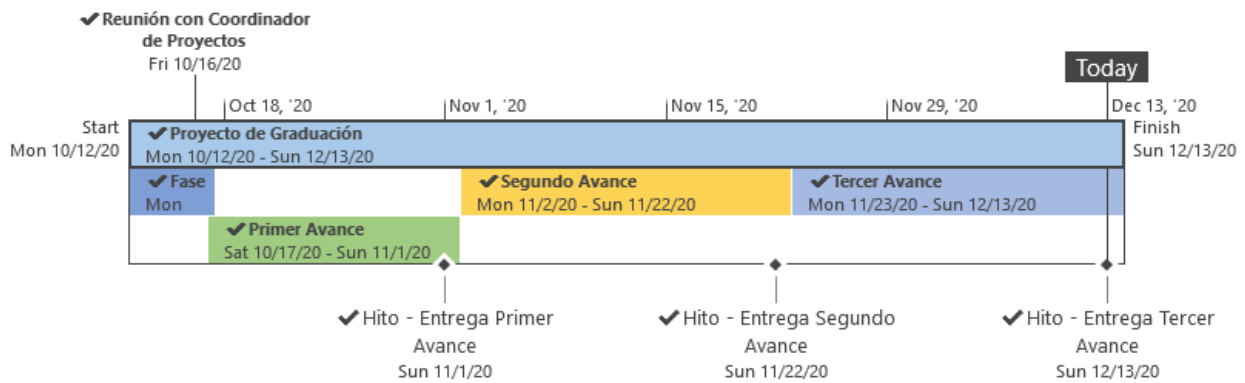 ✔Reunión con Coordinador
de Proyectos
Fri 10/16/20
Today
Oct 18, '20
Nov 1, '20
Nov 15, '20
Nov 29, '20
Dec 13, '20
Start
Mon 10/12/20
✔Proyecto de Graduación
Mon 10/12/20 - Sun 12/13/20
Finish
Sun 12/13/20
✔Fase
Mon
✔Segundo Avance
Mon 11/2/20 - Sun 11/22/20
✔Tercer Avance
Mon 11/23/20 - Sun 12/13/20
✔Primer Avance
Sat 10/17/20 - Sun 11/1/20
✔Hito - Entrega Primer
Avance
Sun 11/1/20
✔Hito - Entrega Segundo
Avance
Sun 11/22/20
✔Hito - Entrega Tercer
Avance
Sun 12/13/20